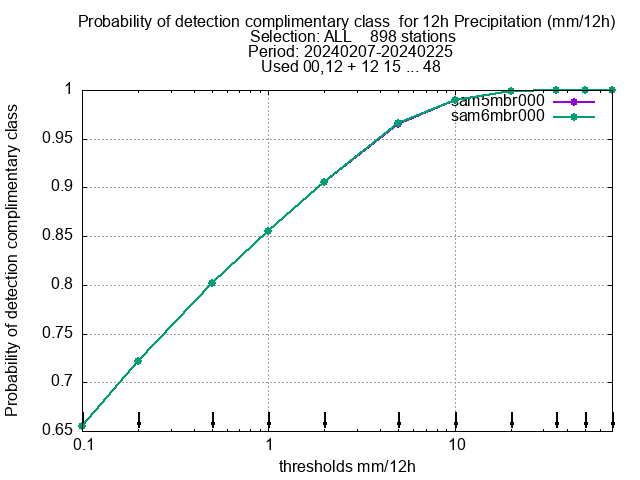 Probability of detection complimentary class  for 12h Precipitation (mm/12h)
Selection: ALL    898 stations
Period: 20240207-20240225
Used 00,12 + 12 15 ... 48
Probability of detection complimentary class
1
0.95
0.9
0.85
0.8
0.75
0.7
0.65
sam5mbr000
sam6mbr000
0.1
1
10
thresholds mm/12h